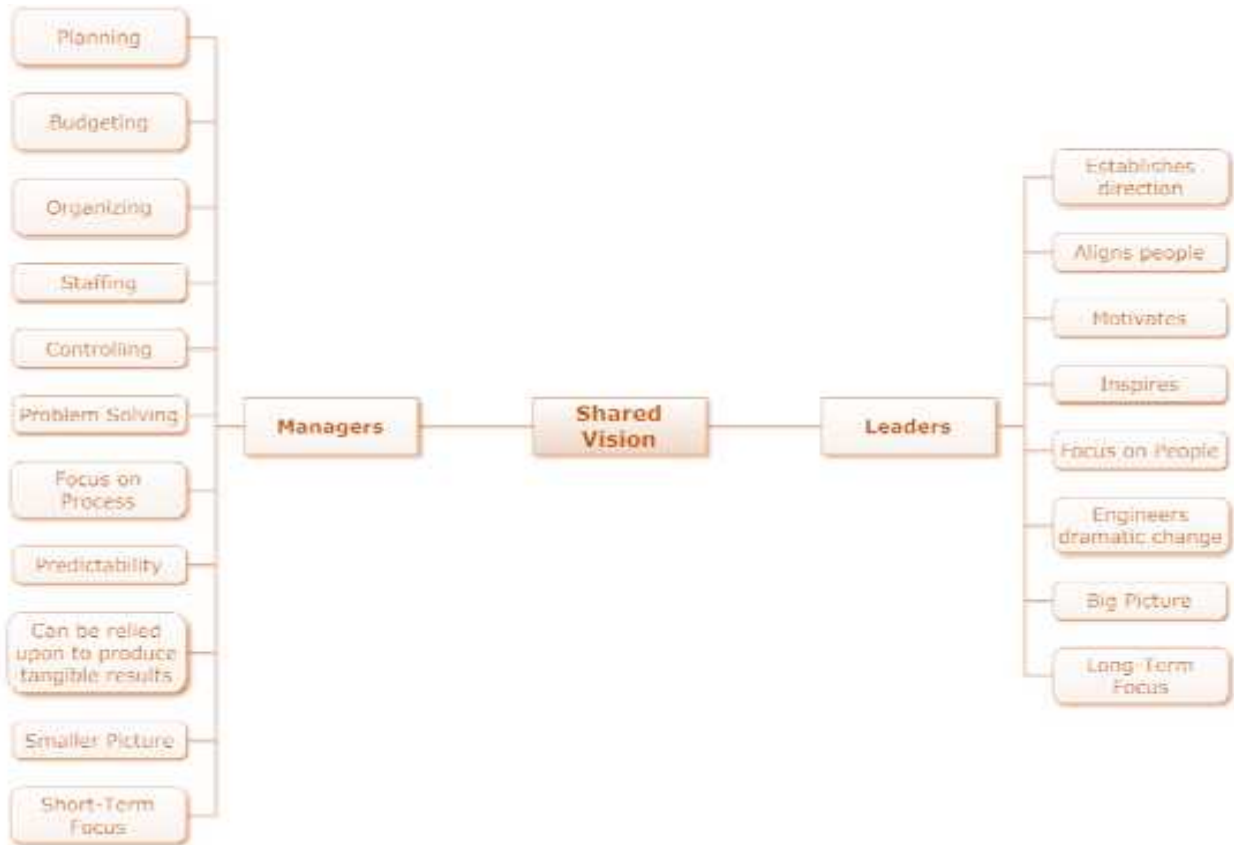 Planning
Budgeting
Organizing
Staffing
Controlling
Problem Solving
Focus on
Process
Predictability
Can be relied
upon to produce
tangible results
Smaller Picture
Short-Term
Focus
Managers
Shared
Vision
Leaders
Establishes
direction
Aligns people
Motivates
Inspires
Focus on People
Engineers
dramatic change
Big Picture
Long-Term
Focus